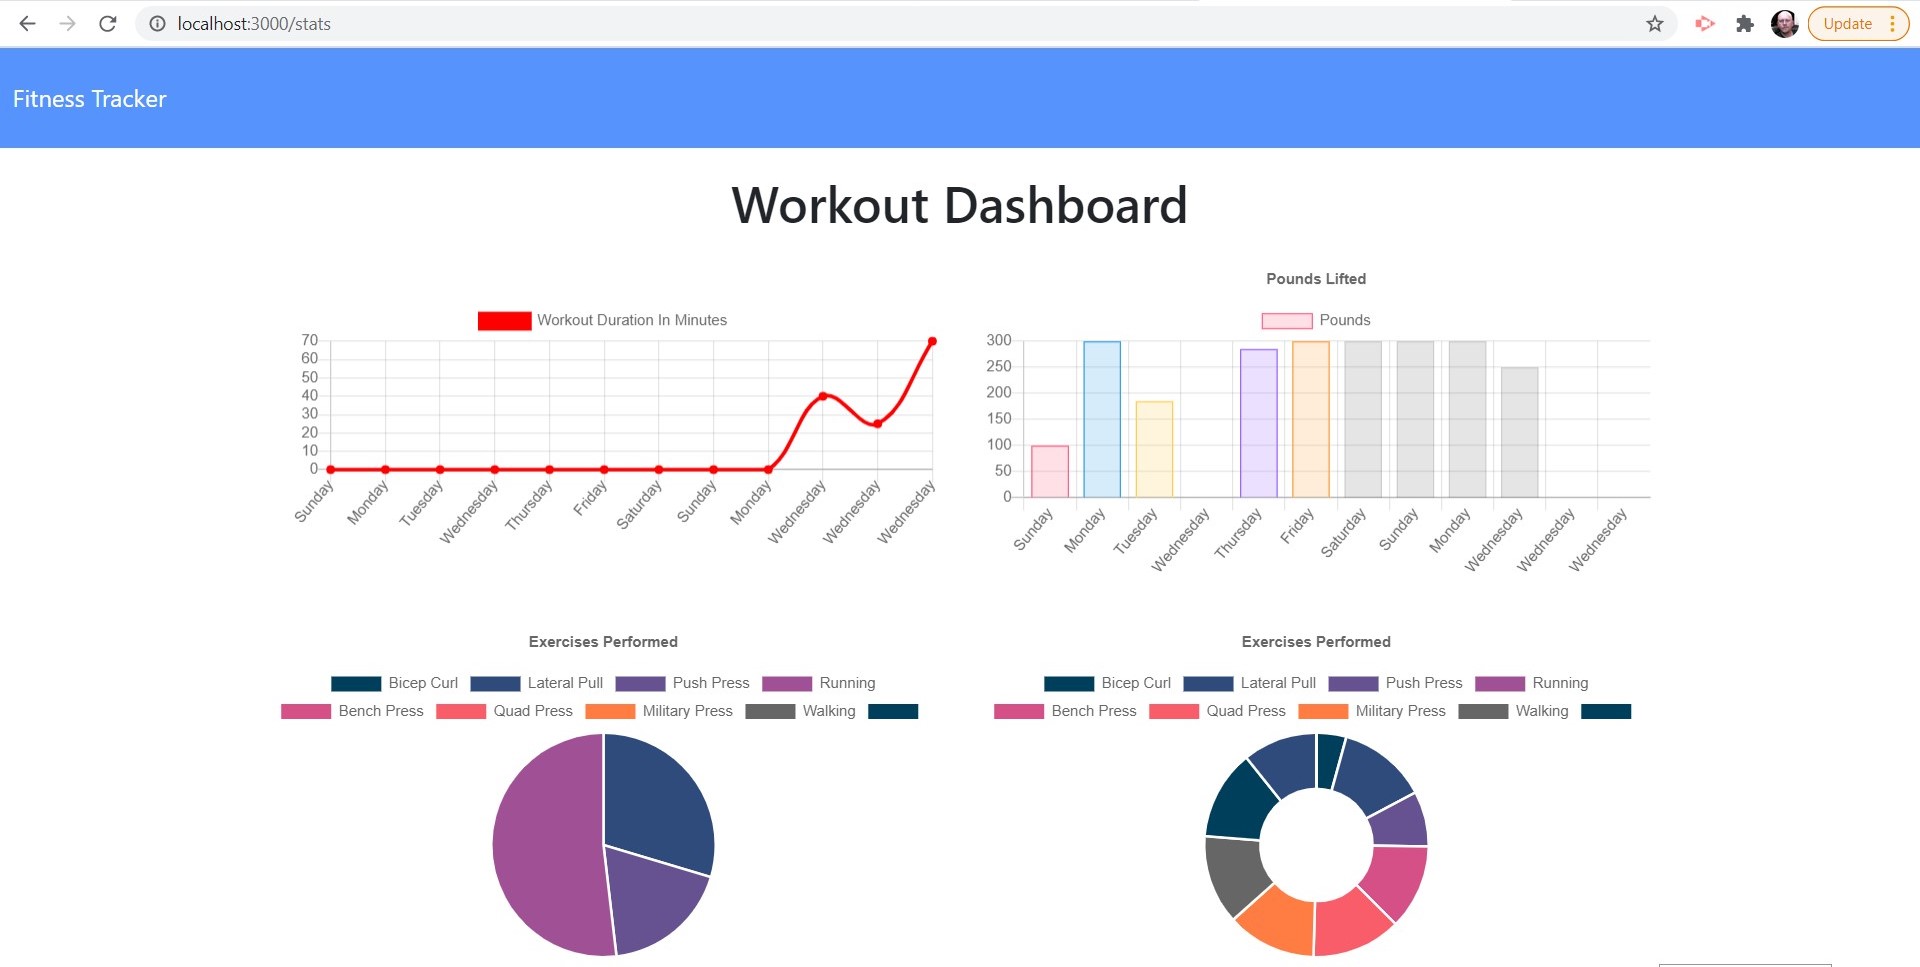 localhost:3000/stats
Update
Fitness Tracker
Workout Dashboard
Workout Duration In Minutes
70
60
50
40
30
20
10
0
Sunday Monday Tuesday Wednesday Thursday Friday Saturday Sunday Monday Wednesday Wednesday Wednesday
Pounds Lifted
Pounds
300
250
200
150
100
50
0
Sunday Monday Tuesday Wednesday Thursday Friday Saturday Sunday Monday Wednesday Wednesday Wednesday
Exercises Performed
Bicep Curl Lateral Pull Push Press Running
Bench Press Quad Press Military Press Walking
Exercises Performed
Bicep Curl Lateral Pull Push Press Running
Bench Press Quad Press Military Press Walking